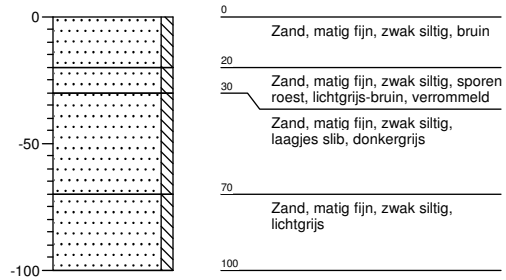 0
-50
-100
0
Zand, matig fijn, zwak siltig, bruin
20
Zand, matig fijn, zwak siltig, sporen
roest, lichtgrijs-bruin, verrommeld
30
Zand, matig fijn, zwak siltig,
laagjes slib, donkergrijs
70
Zand, matig fijn, zwak siltig,
lichtgrijs
100